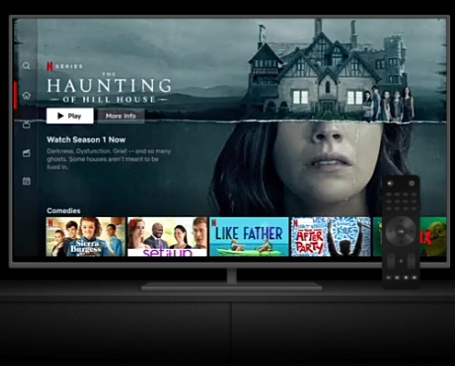 N SERIES
THE
HAUNTING
OF HILL HOUSE
Play
More Info
Watch Season 1 Now
Darkness. Dysfunction. Grief — and so many
ghosts. Some houses aren't meant to be
lived in.
Comedies
Sierra
Burgess
set it up
LIKE FATHER
THE
AFTER
PARTY